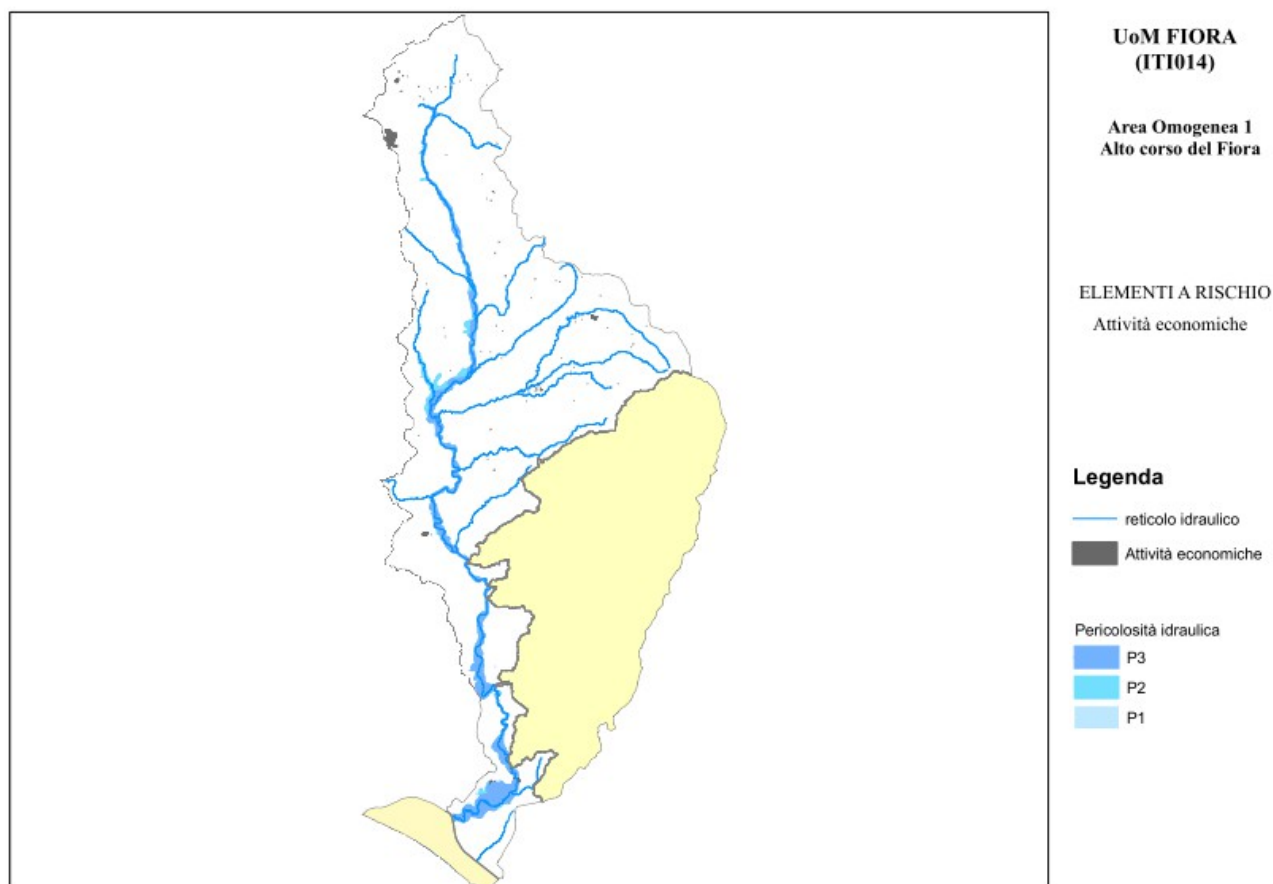 UoM FIORA
(ITI014)
Area Omogenea 1
Alto corso del Fiora
ELEMENTI A RISCHIO
Attività economiche
Legenda
reticolo idraulico
Attività economiche
Pericolosità idraulica
P3
P2
P1